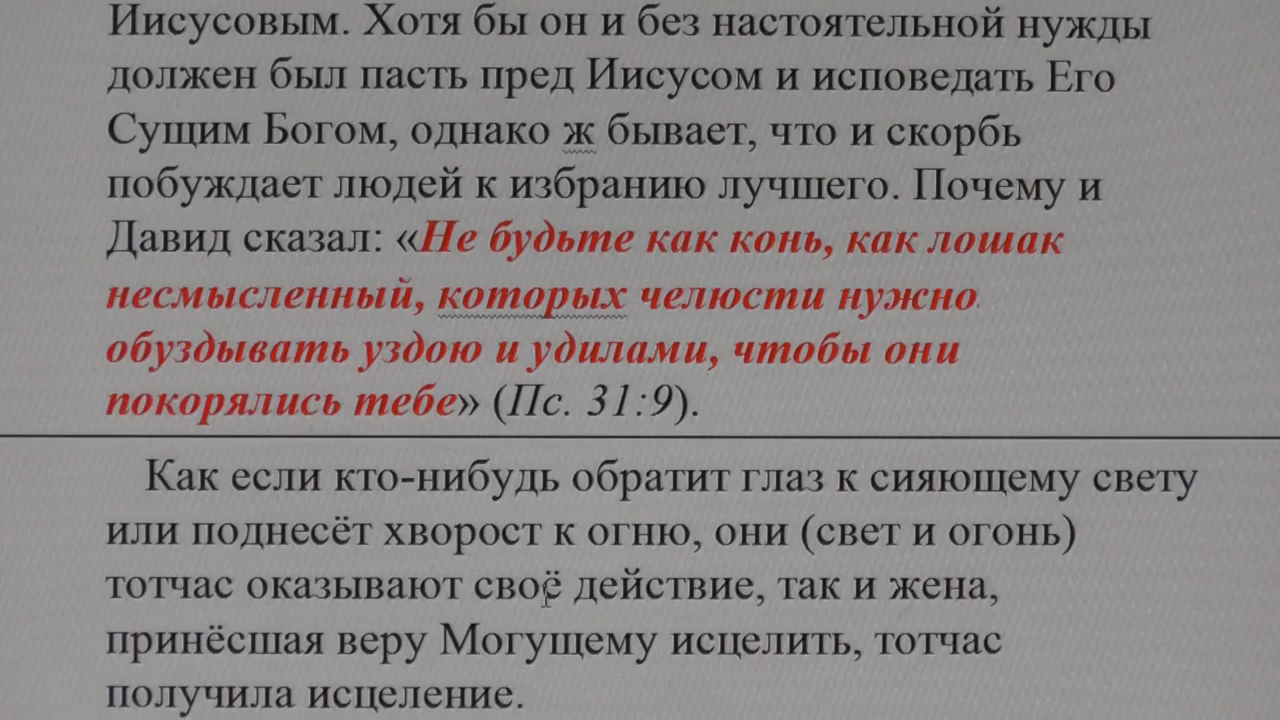 Иисусовым. Хотя бы он и без настоятельной нужды
должен был пасть пред Иисусом и исповедать Его
Сущим Богом, однако ж бывает, что и скорбь
побуждает людей к избранию лучшего. Почему и
Давид сказал: «Не будьте как конь, как лошак
несмысленный, которых челюсти нужно
обуздывать уздою и удилами, чтобы они
покорялись тебе» (Пс. 31:9).
Как если кто-нибудь обратит глаз к сияющему свету
или поднесёт хворост к огню, они (свет и огонь)
тотчас оказывают своё действие, так и жена,
принёсшая веру Могущему исцелить, тотчас
получила исцеление.